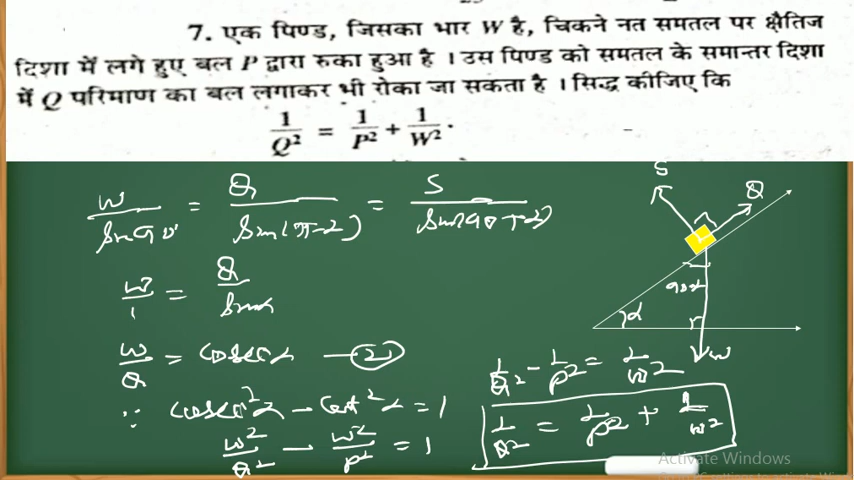 7. एक पिण्ड, जिसका भार W है, चिकने नत समतल पर क्षैतिज
दिशा में लगे हुए बल P द्वारा रुका हुआ है । उस पिण्ड को समतल के समान्तर दिशा
में Q परिमाण का बल लगाकर भी रोका जा सकता है । सिद्ध कीजिए कि
1/Q² = 1/P² + 1/W².
W/Sin90° = Q/Sin(π-α) = S/Sin(90+α)
W/1 = Q/Sinα
W/Q = cosecα — (2)
∵ cosec²α - cot²α = 1
W²/Q² - W²/P² = 1
S
Q
90-α
α
W
1/Q² - 1/P² = 1/W²
1/Q² = 1/P² + 1/W²
Activate Windows